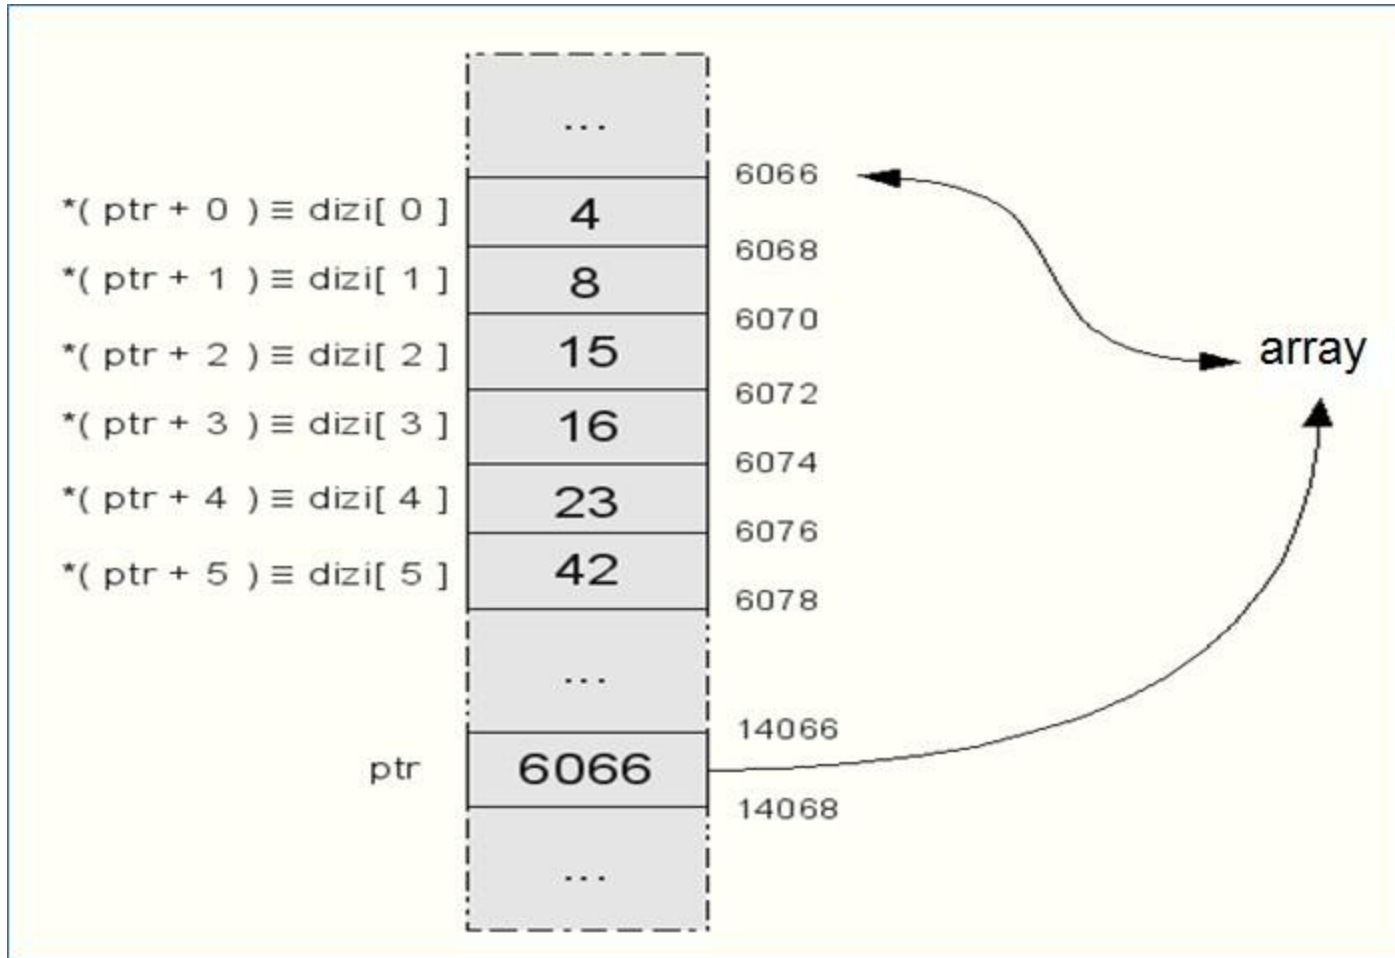 ...
6066
*( ptr + 0 ) ≡ dizi[ 0 ] 4
6068
*( ptr + 1 ) ≡ dizi[ 1 ] 8
6070
*( ptr + 2 ) ≡ dizi[ 2 ] 15
array
6072
*( ptr + 3 ) ≡ dizi[ 3 ] 16
6074
*( ptr + 4 ) ≡ dizi[ 4 ] 23
6076
*( ptr + 5 ) ≡ dizi[ 5 ] 42
6078
...
14066
ptr 6066
14068
...